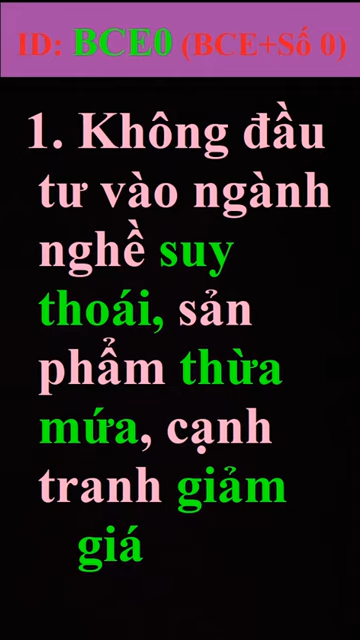 ID: BCE0 (BCE+Số 0)
1. Không đầu
tư vào ngành
nghề suy
thoái, sản
phẩm thừa
mứa, cạnh
tranh giảm
giá